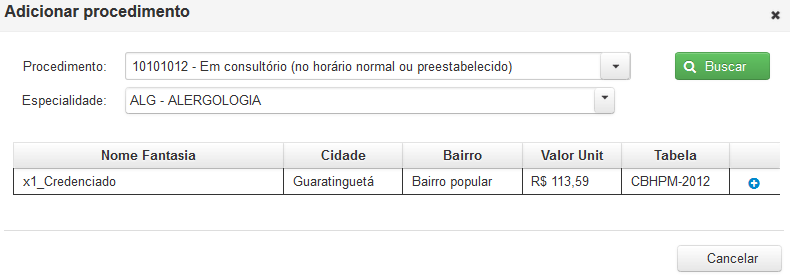 Adicionar procedimento
Procedimento: 10101012 - Em consultório (no horário normal ou preestabelecido) Buscar
Especialidade: ALG - ALERGOLOGIA
Nome Fantasia Cidade Bairro Valor Unit Tabela
x1_Credenciado Guaratinguetá Bairro popular R$ 113,59 CBHPM-2012
Cancelar